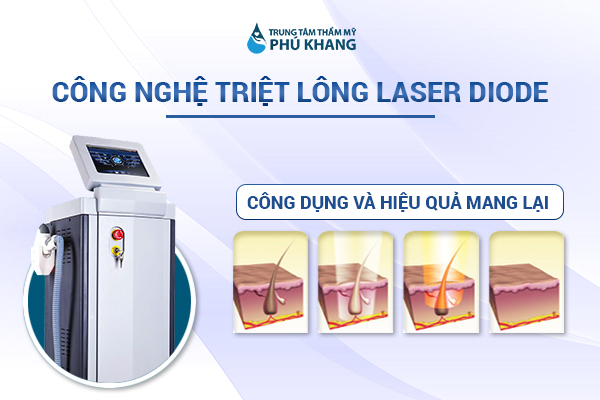 TRUNG TÂM THẨM MỸ
PHÚ KHANG
CÔNG NGHỆ TRIỆT LÔNG LASER DIODE
CÔNG DỤNG VÀ HIỆU QUẢ MANG LẠI